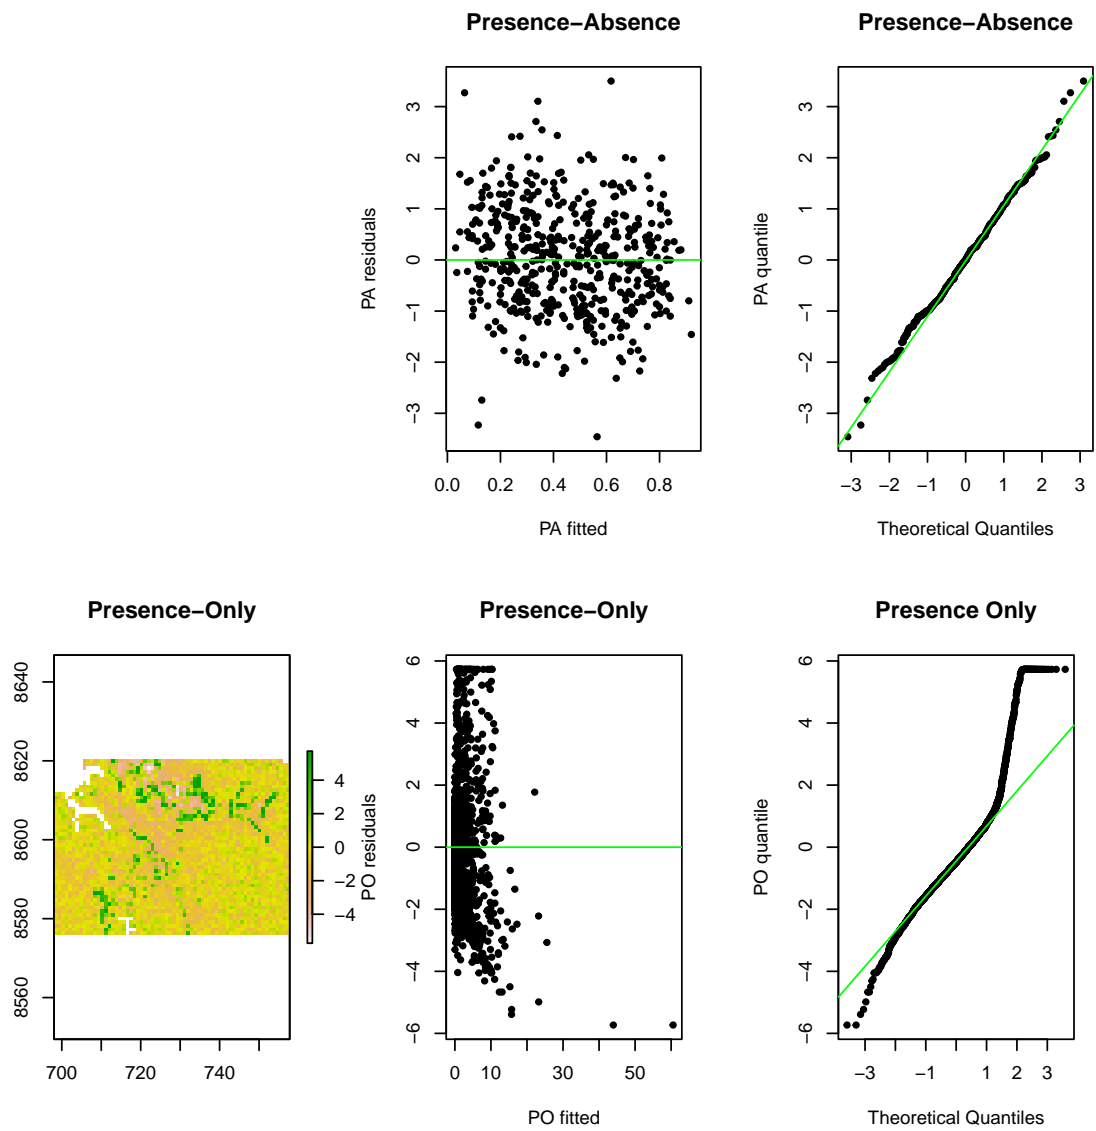 Presence−Absence
Presence−Absence
PA residuals
3
2
1
0
−1
−2
−3
0.0 0.2 0.4 0.6 0.8
PA fitted
PA quantile
3
2
1
0
−1
−2
−3
−3 −2 −1 0 1 2 3
Theoretical Quantiles
Presence−Only
Presence−Only
Presence Only
8640
8620
8600
8580
8560
700 720 740
4
2
0
−2
−4
PO residuals
6
4
2
0
−2
−4
−6
0 10 30 50
PO fitted
PO quantile
6
4
2
0
−2
−4
−6
−3 −1 1 2 3
Theoretical Quantiles